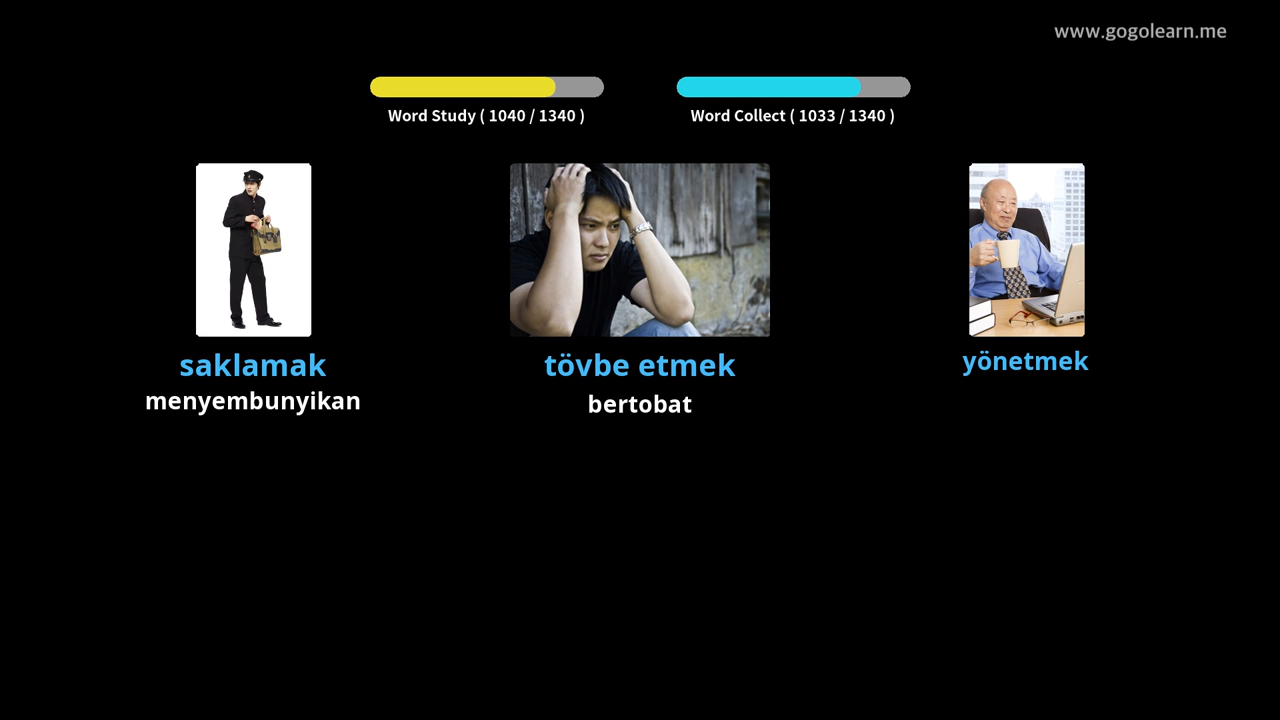 www.gogolearn.me
Word Study ( 1040 / 1340 )
Word Collect ( 1033 / 1340 )
saklamak
menyembunyikan
tövbe etmek
bertobat
yönetmek